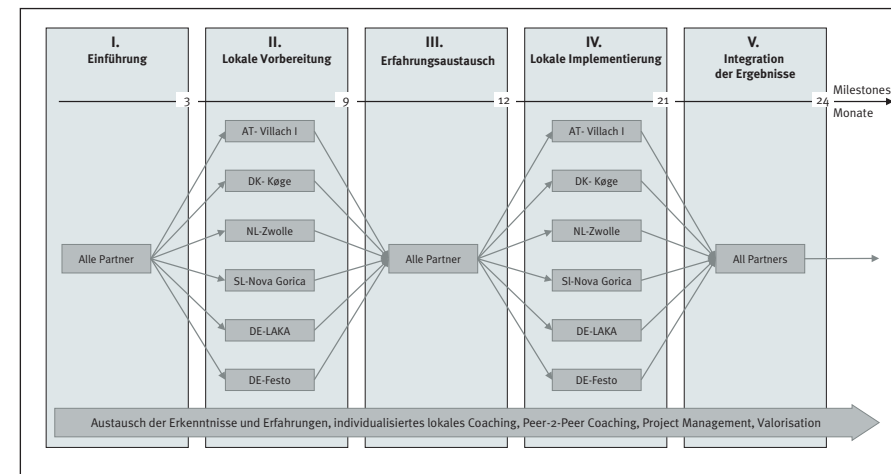 I.
Einführung
II.
Lokale Vorbereitung
III.
Erfahrungsaustausch
IV.
Lokale Implementierung
V.
Integration
der Ergebnisse
3
9
12
21
24
Milestones
Monate
Alle Partner
AT- Villach I
DK- Køge
NL-Zwolle
SL-Nova Gorica
DE-LAKA
DE-Festo
Alle Partner
AT- Villach I
DK- Køge
NL-Zwolle
SI-Nova Gorica
DE-LAKA
DE-Festo
All Partners
Austausch der Erkenntnisse und Erfahrungen, individualisiertes lokales Coaching, Peer-2-Peer Coaching, Project Management, Valorisation